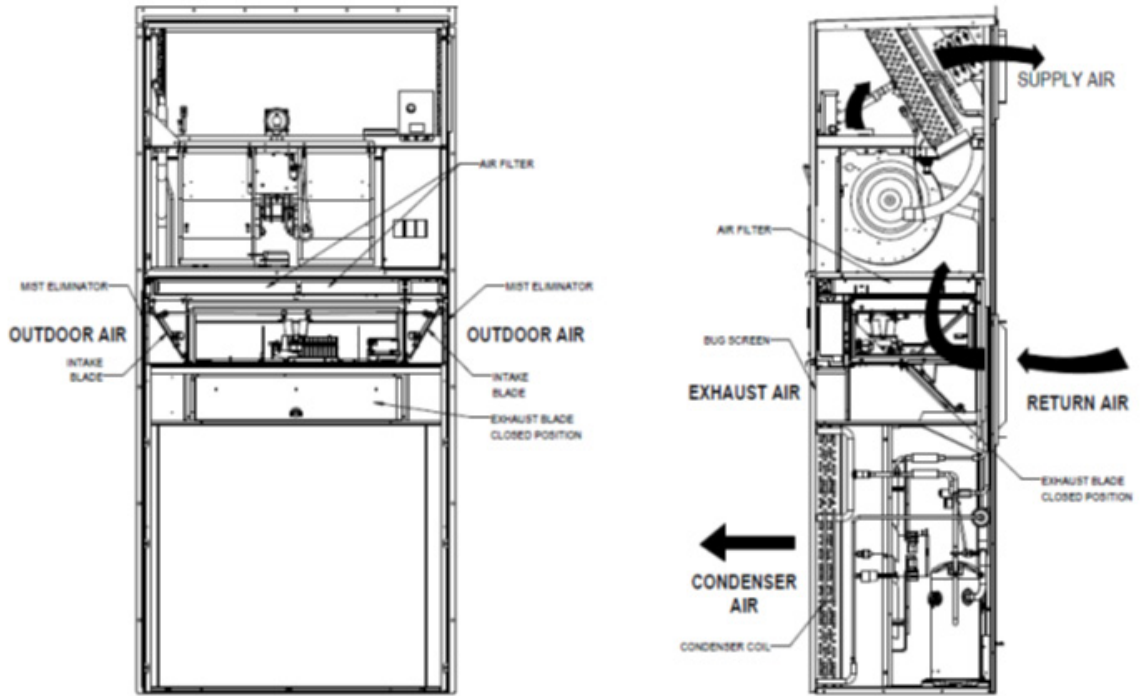 AIR FILTER
MIST ELIMINATOR
OUTDOOR AIR
INTAKE
BLADE
MIST ELIMINATOR
OUTDOOR AIR
INTAKE
BLADE
EXHAUST BLADE
CLOSED POSITION
SUPPLY AIR
AIR FILTER
BUG SCREEN
EXHAUST AIR
RETURN AIR
EXHAUST BLADE
CLOSED POSITION
CONDENSER
AIR
CONDENSER COIL